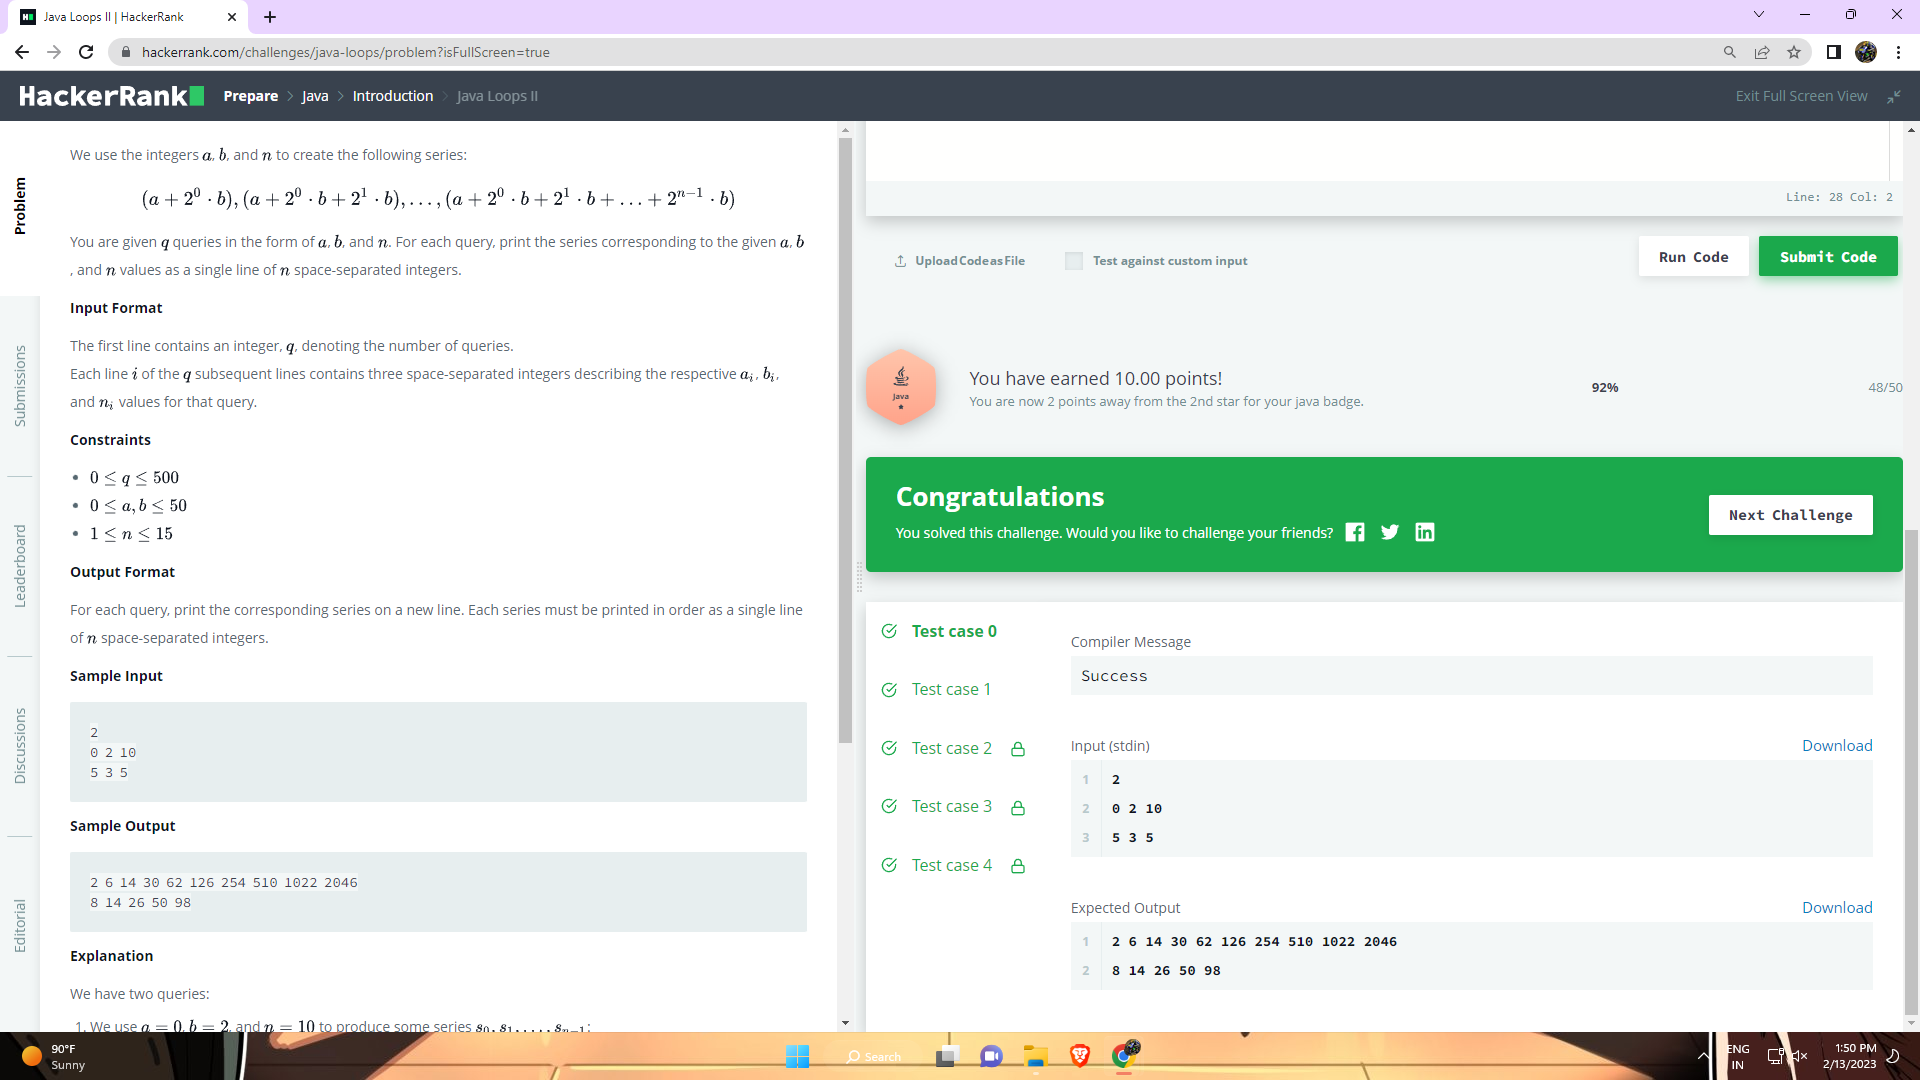 Java Loops II | HackerRank
hackerrank.com/challenges/java-loops/problem?isFullScreen=true
HackerRank
Prepare > Java > Introduction > Java Loops II
Exit Full Screen View
Problem
Submissions
Leaderboard
Discussions
Editorial
We use the integers a, b, and n to create the following series:
(a + 2^0 · b), (a + 2^0 · b + 2^1 · b), . . . , (a + 2^0 · b + 2^1 · b + . . . + 2^{n−1} · b)
You are given q queries in the form of a, b, and n. For each query, print the series corresponding to the given a, b
, and n values as a single line of n space-separated integers.
Input Format
The first line contains an integer, q, denoting the number of queries.
Each line i of the q subsequent lines contains three space-separated integers describing the respective a_i, b_i,
and n_i values for that query.
Constraints
• 0 ≤ q ≤ 500
• 0 ≤ a, b ≤ 50
• 1 ≤ n ≤ 15
Output Format
For each query, print the corresponding series on a new line. Each series must be printed in order as a single line
of n space-separated integers.
Sample Input
2
0 2 10
5 3 5
Sample Output
2 6 14 30 62 126 254 510 1022 2046
8 14 26 50 98
Explanation
We have two queries:
1. We use a = 0, b = 2, and n = 10 to produce some series s_0, s_1, . . . , s_{n−1}:
Line: 28 Col: 2
Upload Code as File
Test against custom input
Run Code
Submit Code
Java
You have earned 10.00 points!
You are now 2 points away from the 2nd star for your java badge.
92%
48/50
Congratulations
You solved this challenge. Would you like to challenge your friends?
Next Challenge
Test case 0
Test case 1
Test case 2
Test case 3
Test case 4
Compiler Message
Success
Input (stdin)
Download
1 2
2 0 2 10
3 5 3 5
Expected Output
Download
1 2 6 14 30 62 126 254 510 1022 2046
2 8 14 26 50 98
90°F
Sunny
Search
ENG
IN
1:50 PM
2/13/2023